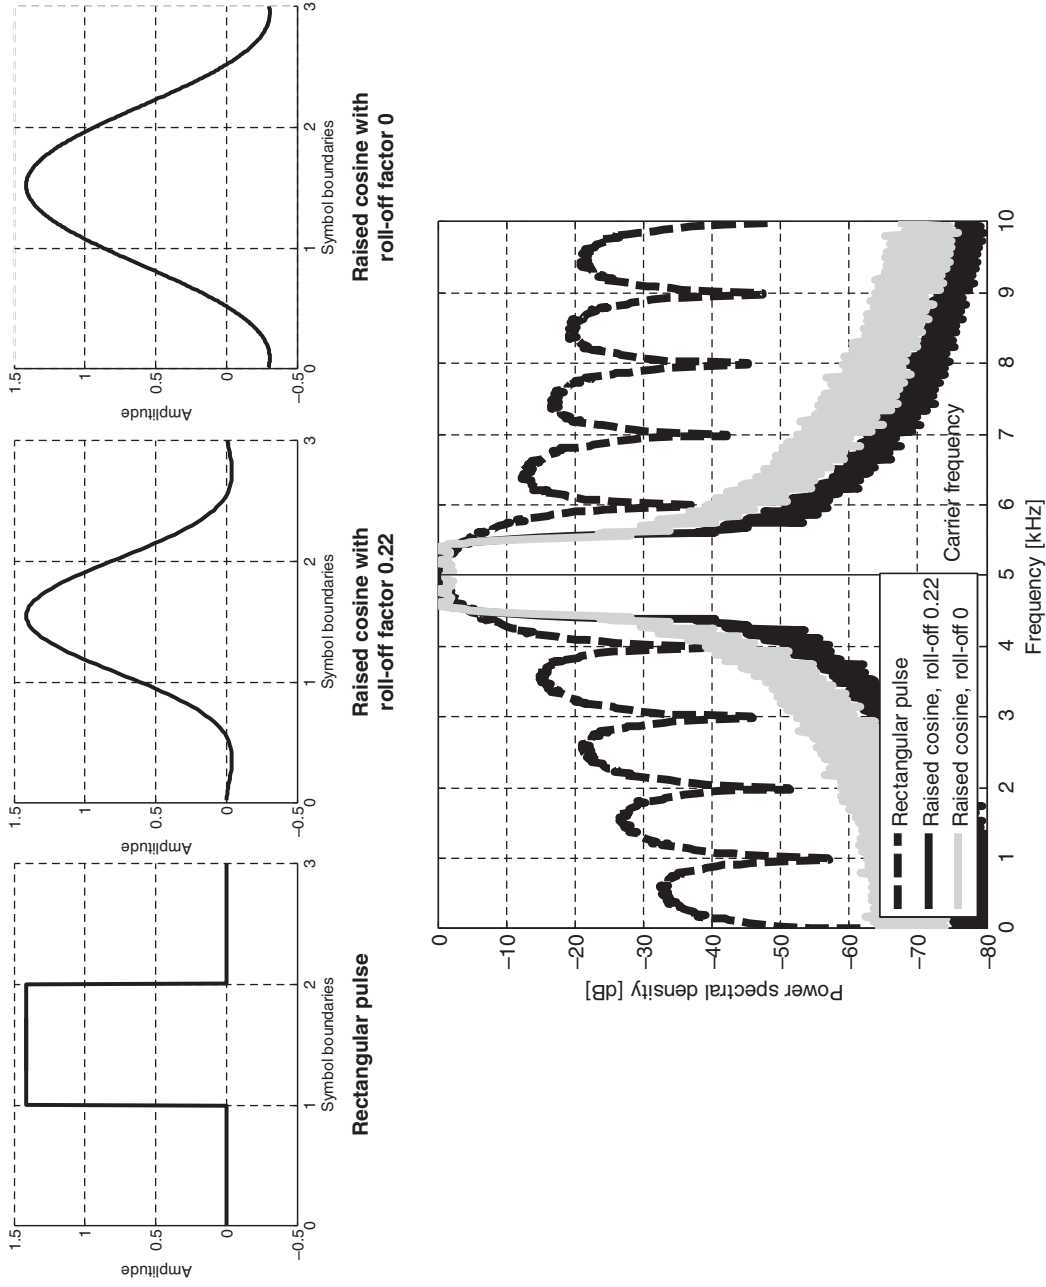 1.5
1
0.5
0
–0.5
Amplitude
0 1 2 3
Symbol boundaries
Rectangular pulse
1.5
1
0.5
0
–0.5
Amplitude
0 1 2 3
Symbol boundaries
Raised cosine with
roll-off factor 0.22
1.5
1
0.5
0
–0.5
Amplitude
0 1 2 3
Symbol boundaries
Raised cosine with
roll-off factor 0
0
–10
–20
–30
–40
–50
–60
–70
–80
Power spectral density [dB]
Rectangular pulse
Raised cosine, roll-off 0.22
Raised cosine, roll-off 0
Carrier frequency
0 1 2 3 4 5 6 7 8 9 10
Frequency [kHz]